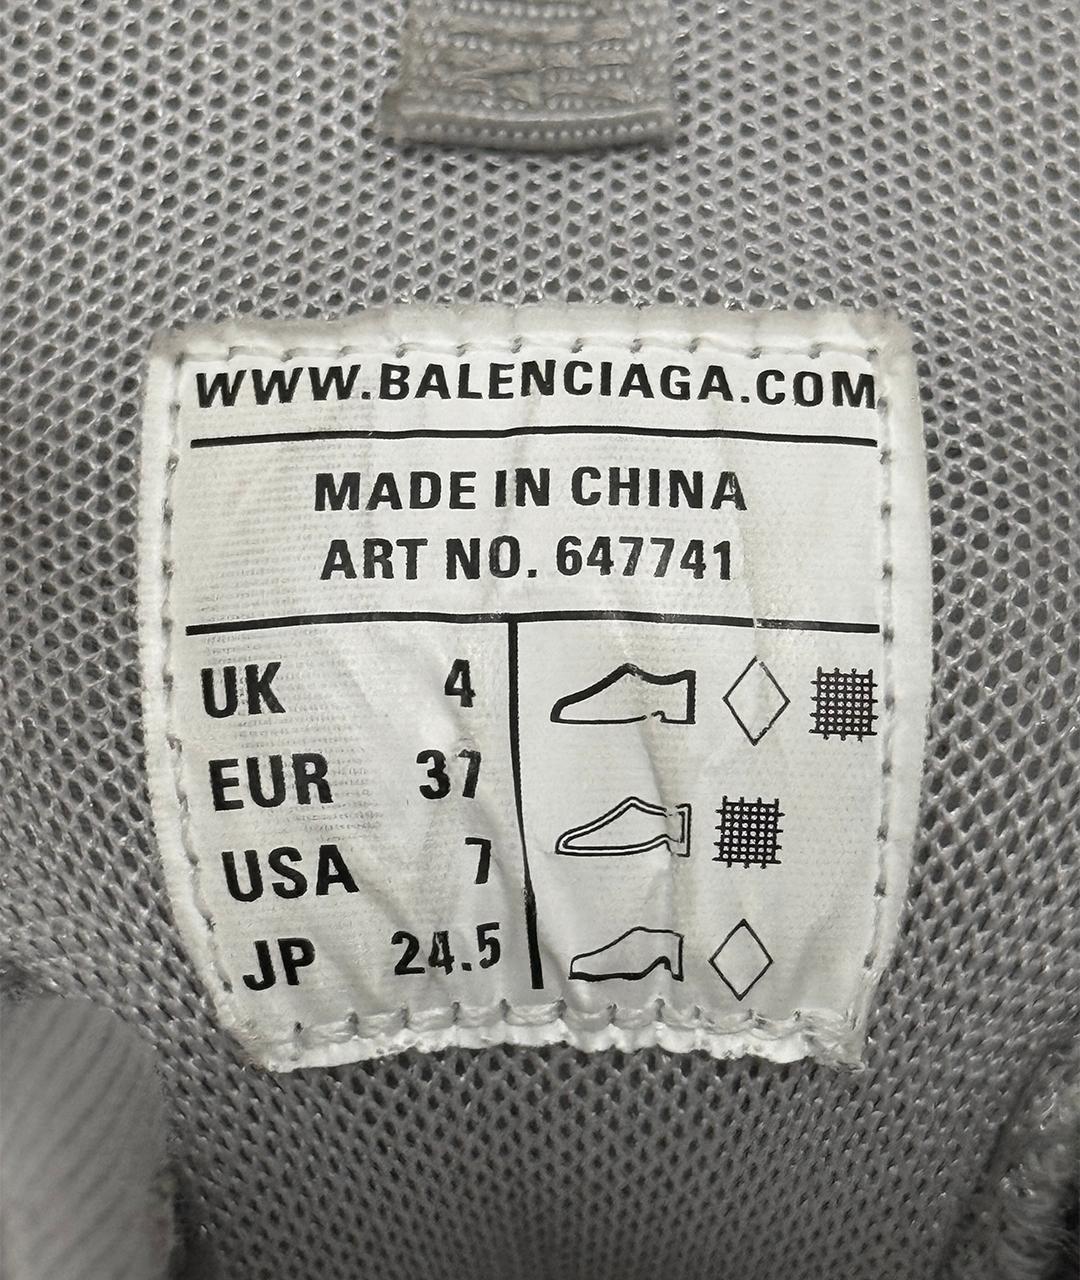 WWW.BALENCIAGA.COM
MADE IN CHINA
ART NO. 647741
UK 4
EUR 37
USA 7
JP 24.5